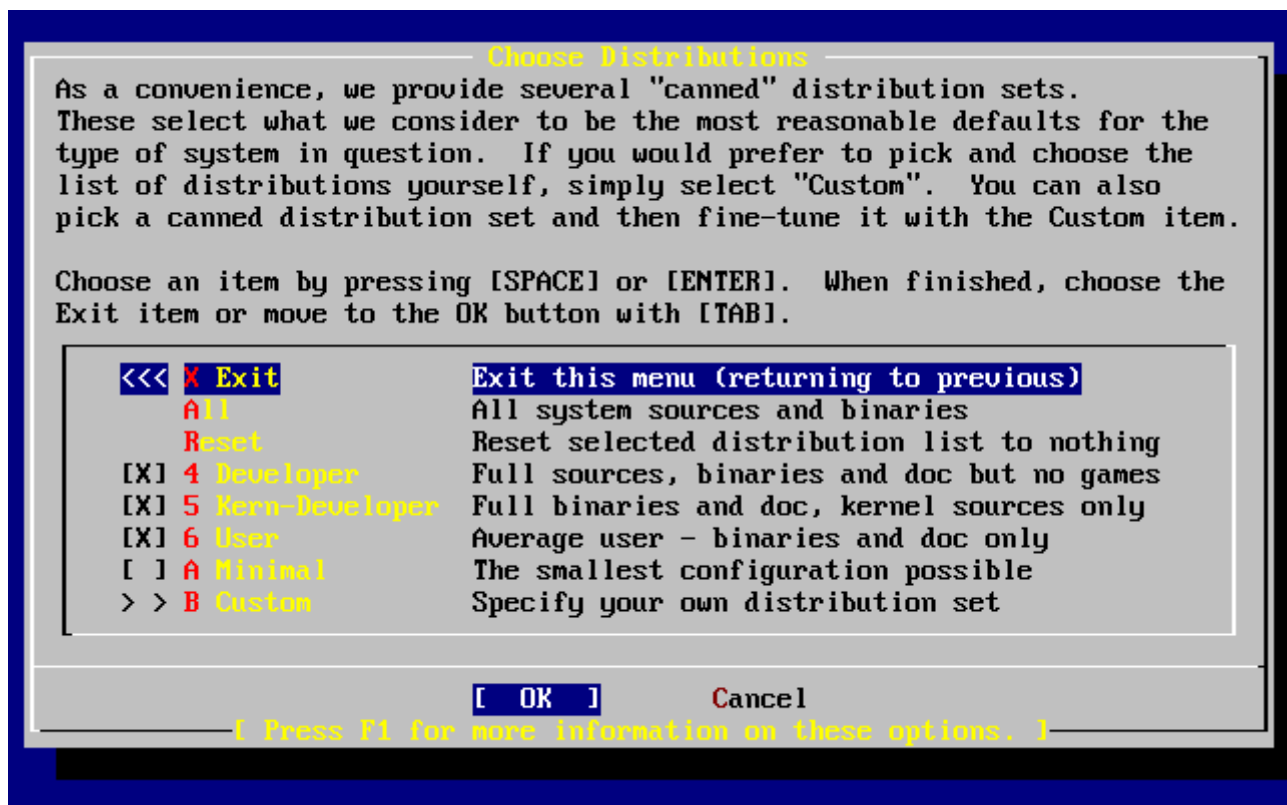 Choose Distributions
As a convenience, we provide several "canned" distribution sets.
These select what we consider to be the most reasonable defaults for the
type of system in question.  If you would prefer to pick and choose the
list of distributions yourself, simply select "Custom".  You can also
pick a canned distribution set and then fine-tune it with the Custom item.
Choose an item by pressing [SPACE] or [ENTER].  When finished, choose the
Exit item or move to the OK button with [TAB].
<<< X Exit            Exit this menu (returning to previous)
    All               All system sources and binaries
    Reset             Reset selected distribution list to nothing
[X] 4 Developer       Full sources, binaries and doc but no games
[X] 5 Kern-Developer  Full binaries and doc, kernel sources only
[X] 6 User            Average user - binaries and doc only
[ ] A Minimal         The smallest configuration possible
> > B Custom          Specify your own distribution set
[  OK  ]       Cancel
[ Press F1 for more information on these options. ]